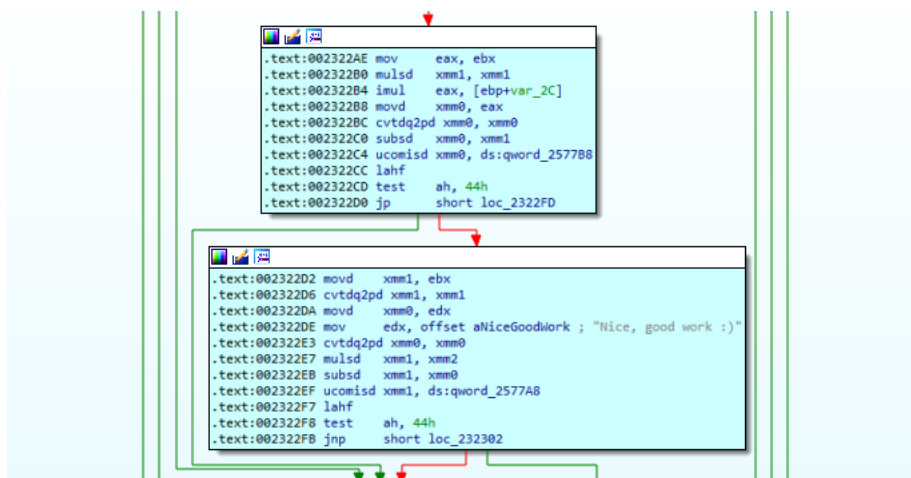 .text:002322AE mov eax, ebx
.text:002322B0 mulsd xmm1, xmm1
.text:002322B4 imul eax, [ebp+var_2C]
.text:002322B8 movd xmm0, eax
.text:002322BC cvtdq2pd xmm0, xmm0
.text:002322C0 subsd xmm0, xmm1
.text:002322C4 ucomisd xmm0, ds:qword_2577B8
.text:002322CC lahf
.text:002322CD test ah, 44h
.text:002322D0 jp short loc_2322FD
.text:002322D2 movd xmm1, ebx
.text:002322D6 cvtdq2pd xmm1, xmm1
.text:002322DA movd xmm0, edx
.text:002322DE mov edx, offset aNiceGoodWork ; "Nice, good work :)"
.text:002322E3 cvtdq2pd xmm0, xmm0
.text:002322E7 mulsd xmm1, xmm2
.text:002322EB subsd xmm1, xmm0
.text:002322EF ucomisd xmm1, ds:qword_2577A8
.text:002322F7 lahf
.text:002322F8 test ah, 44h
.text:002322FB jnp short loc_232302